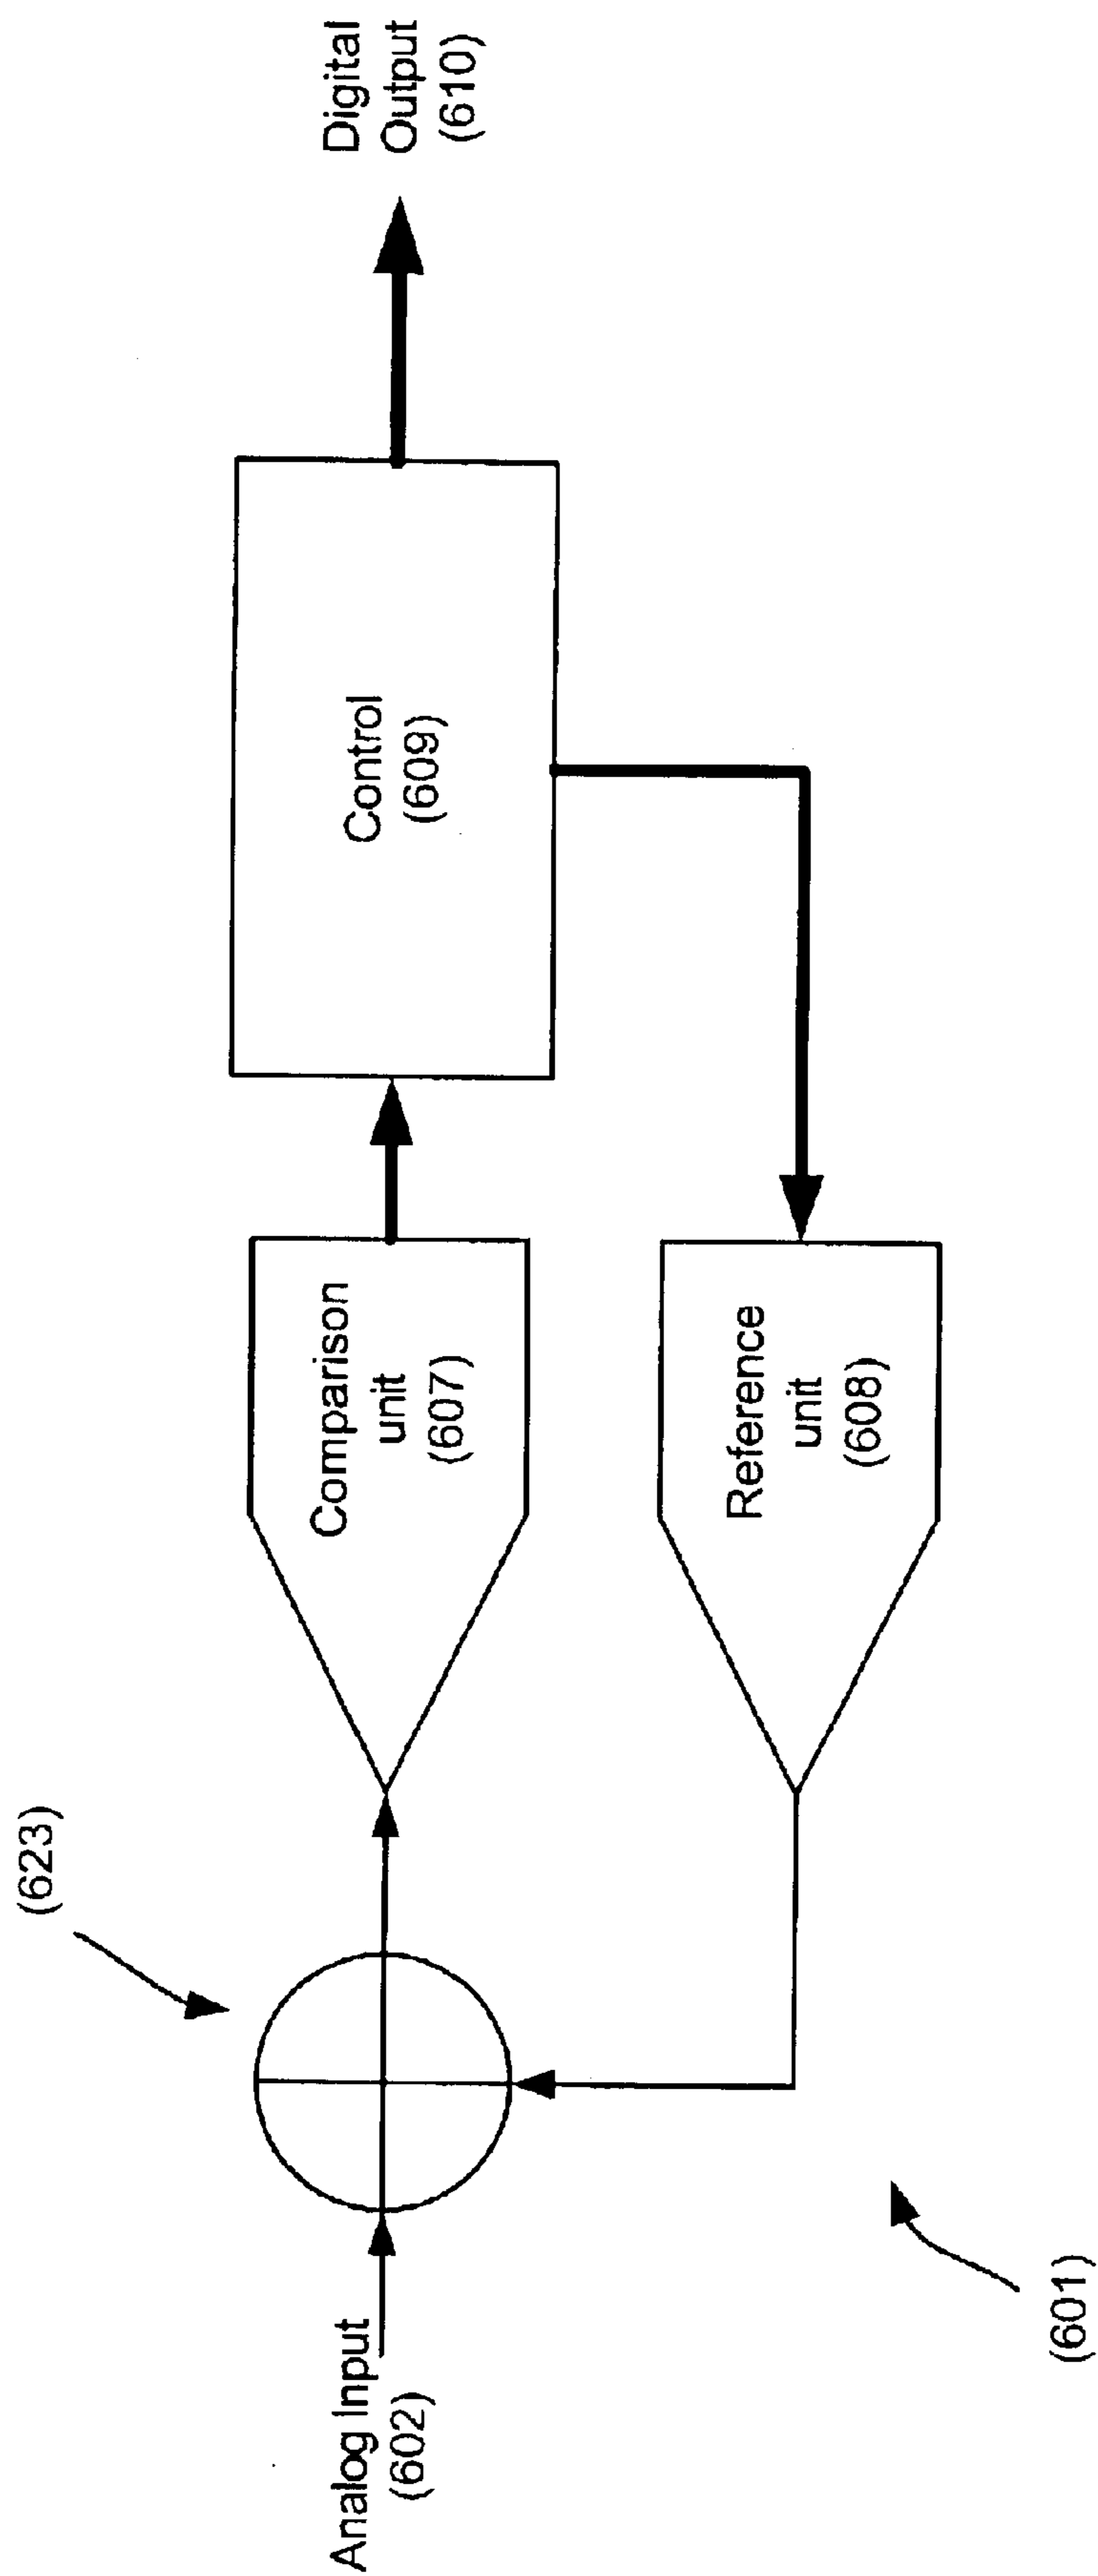 (623)
Analog Input
(602)
Comparison
unit
(607)
Control
(609)
Digital
Output
(610)
Reference
unit
(608)
(601)